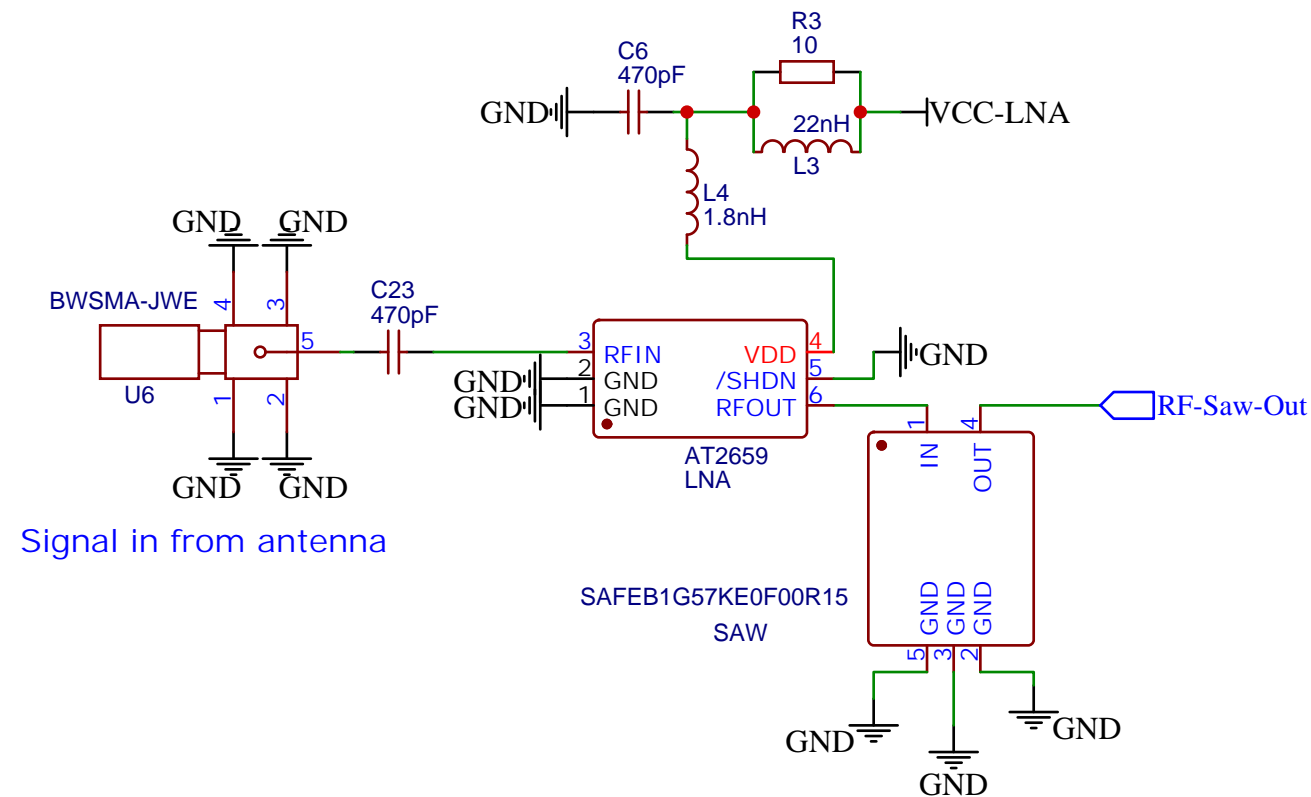 R3
10
C6
470pF
GND
VCC-LNA
22nH
L3
L4
1.8nH
GND GND
BWSMA-JWE
4
3
5
1
2
U6
C23
470pF
3 RFIN
VDD 4
GND 2 GND
/SHDN 5 GND
GND 1 GND
RFOUT 6
AT2659
LNA
RF-Saw-Out
GND GND
Signal in from antenna
1 IN
4 OUT
SAFEB1G57KE0F00R15
SAW
GND GND GND
5 3 2
GND
GND
GND